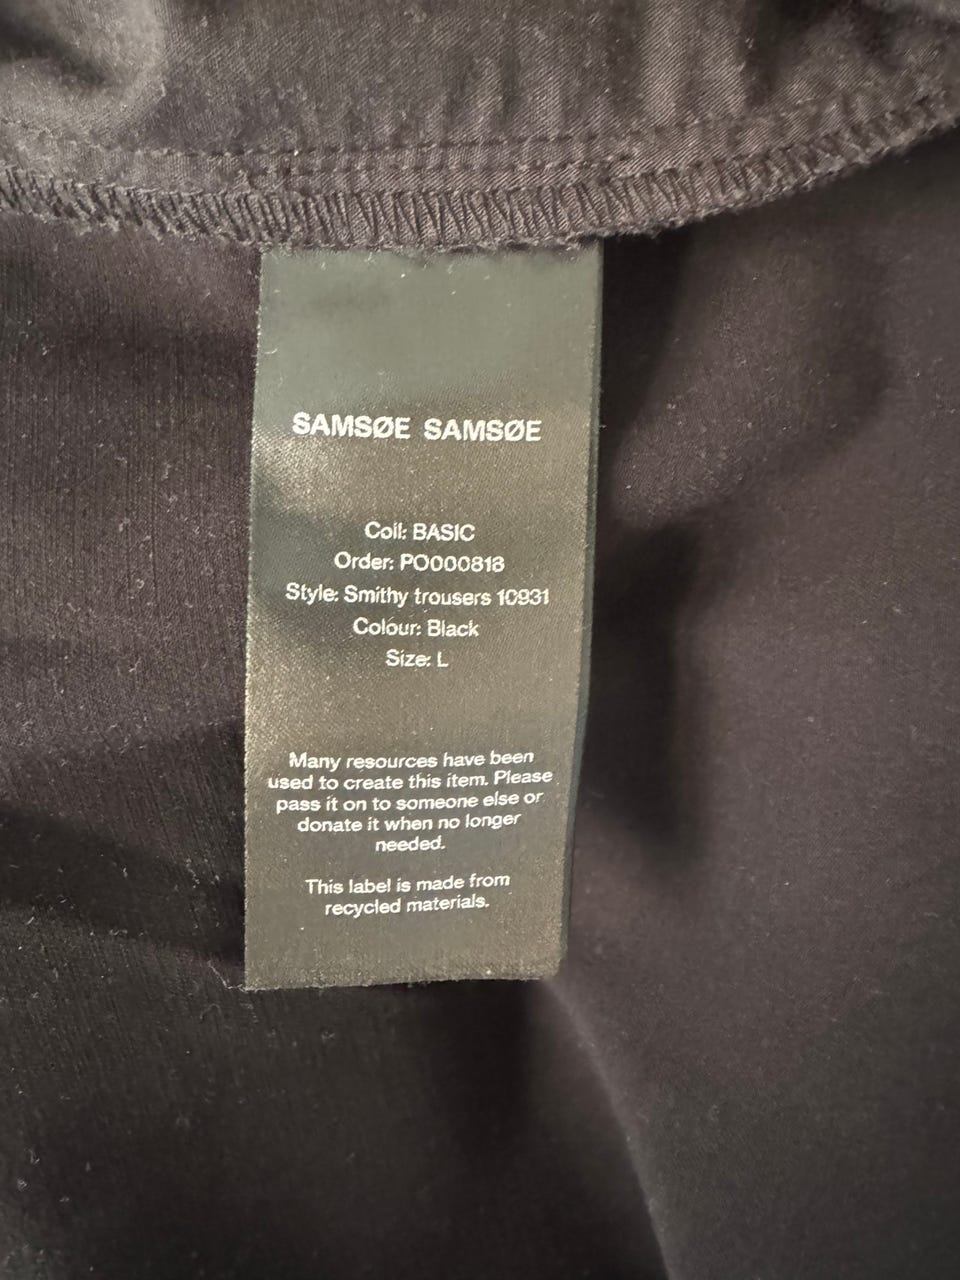 SAMSØE SAMSØE
Coll: BASIC
Order: PO000818
Style: Smithy trousers 10931
Colour: Black
Size: L
Many resources have been
used to create this item. Please
pass it on to someone else or
donate it when no longer
needed.
This label is made from
recycled materials.